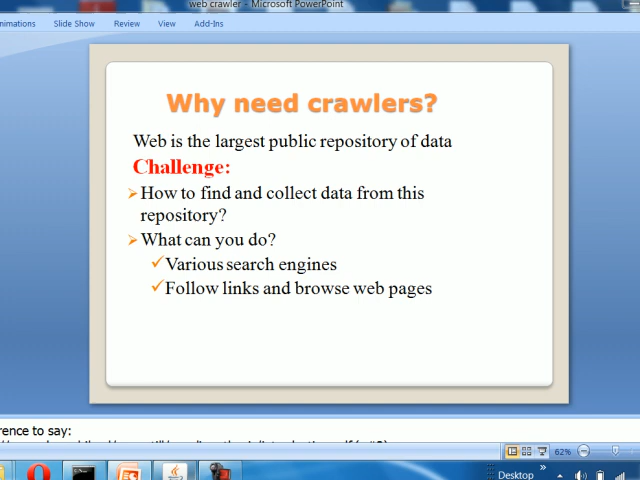 web crawler - Microsoft PowerPoint
nimations Slide Show Review View Add-Ins
Why need crawlers?
Web is the largest public repository of data
Challenge:
How to find and collect data from this
repository?
What can you do?
Various search engines
Follow links and browse web pages
rence to say:
62%
Desktop